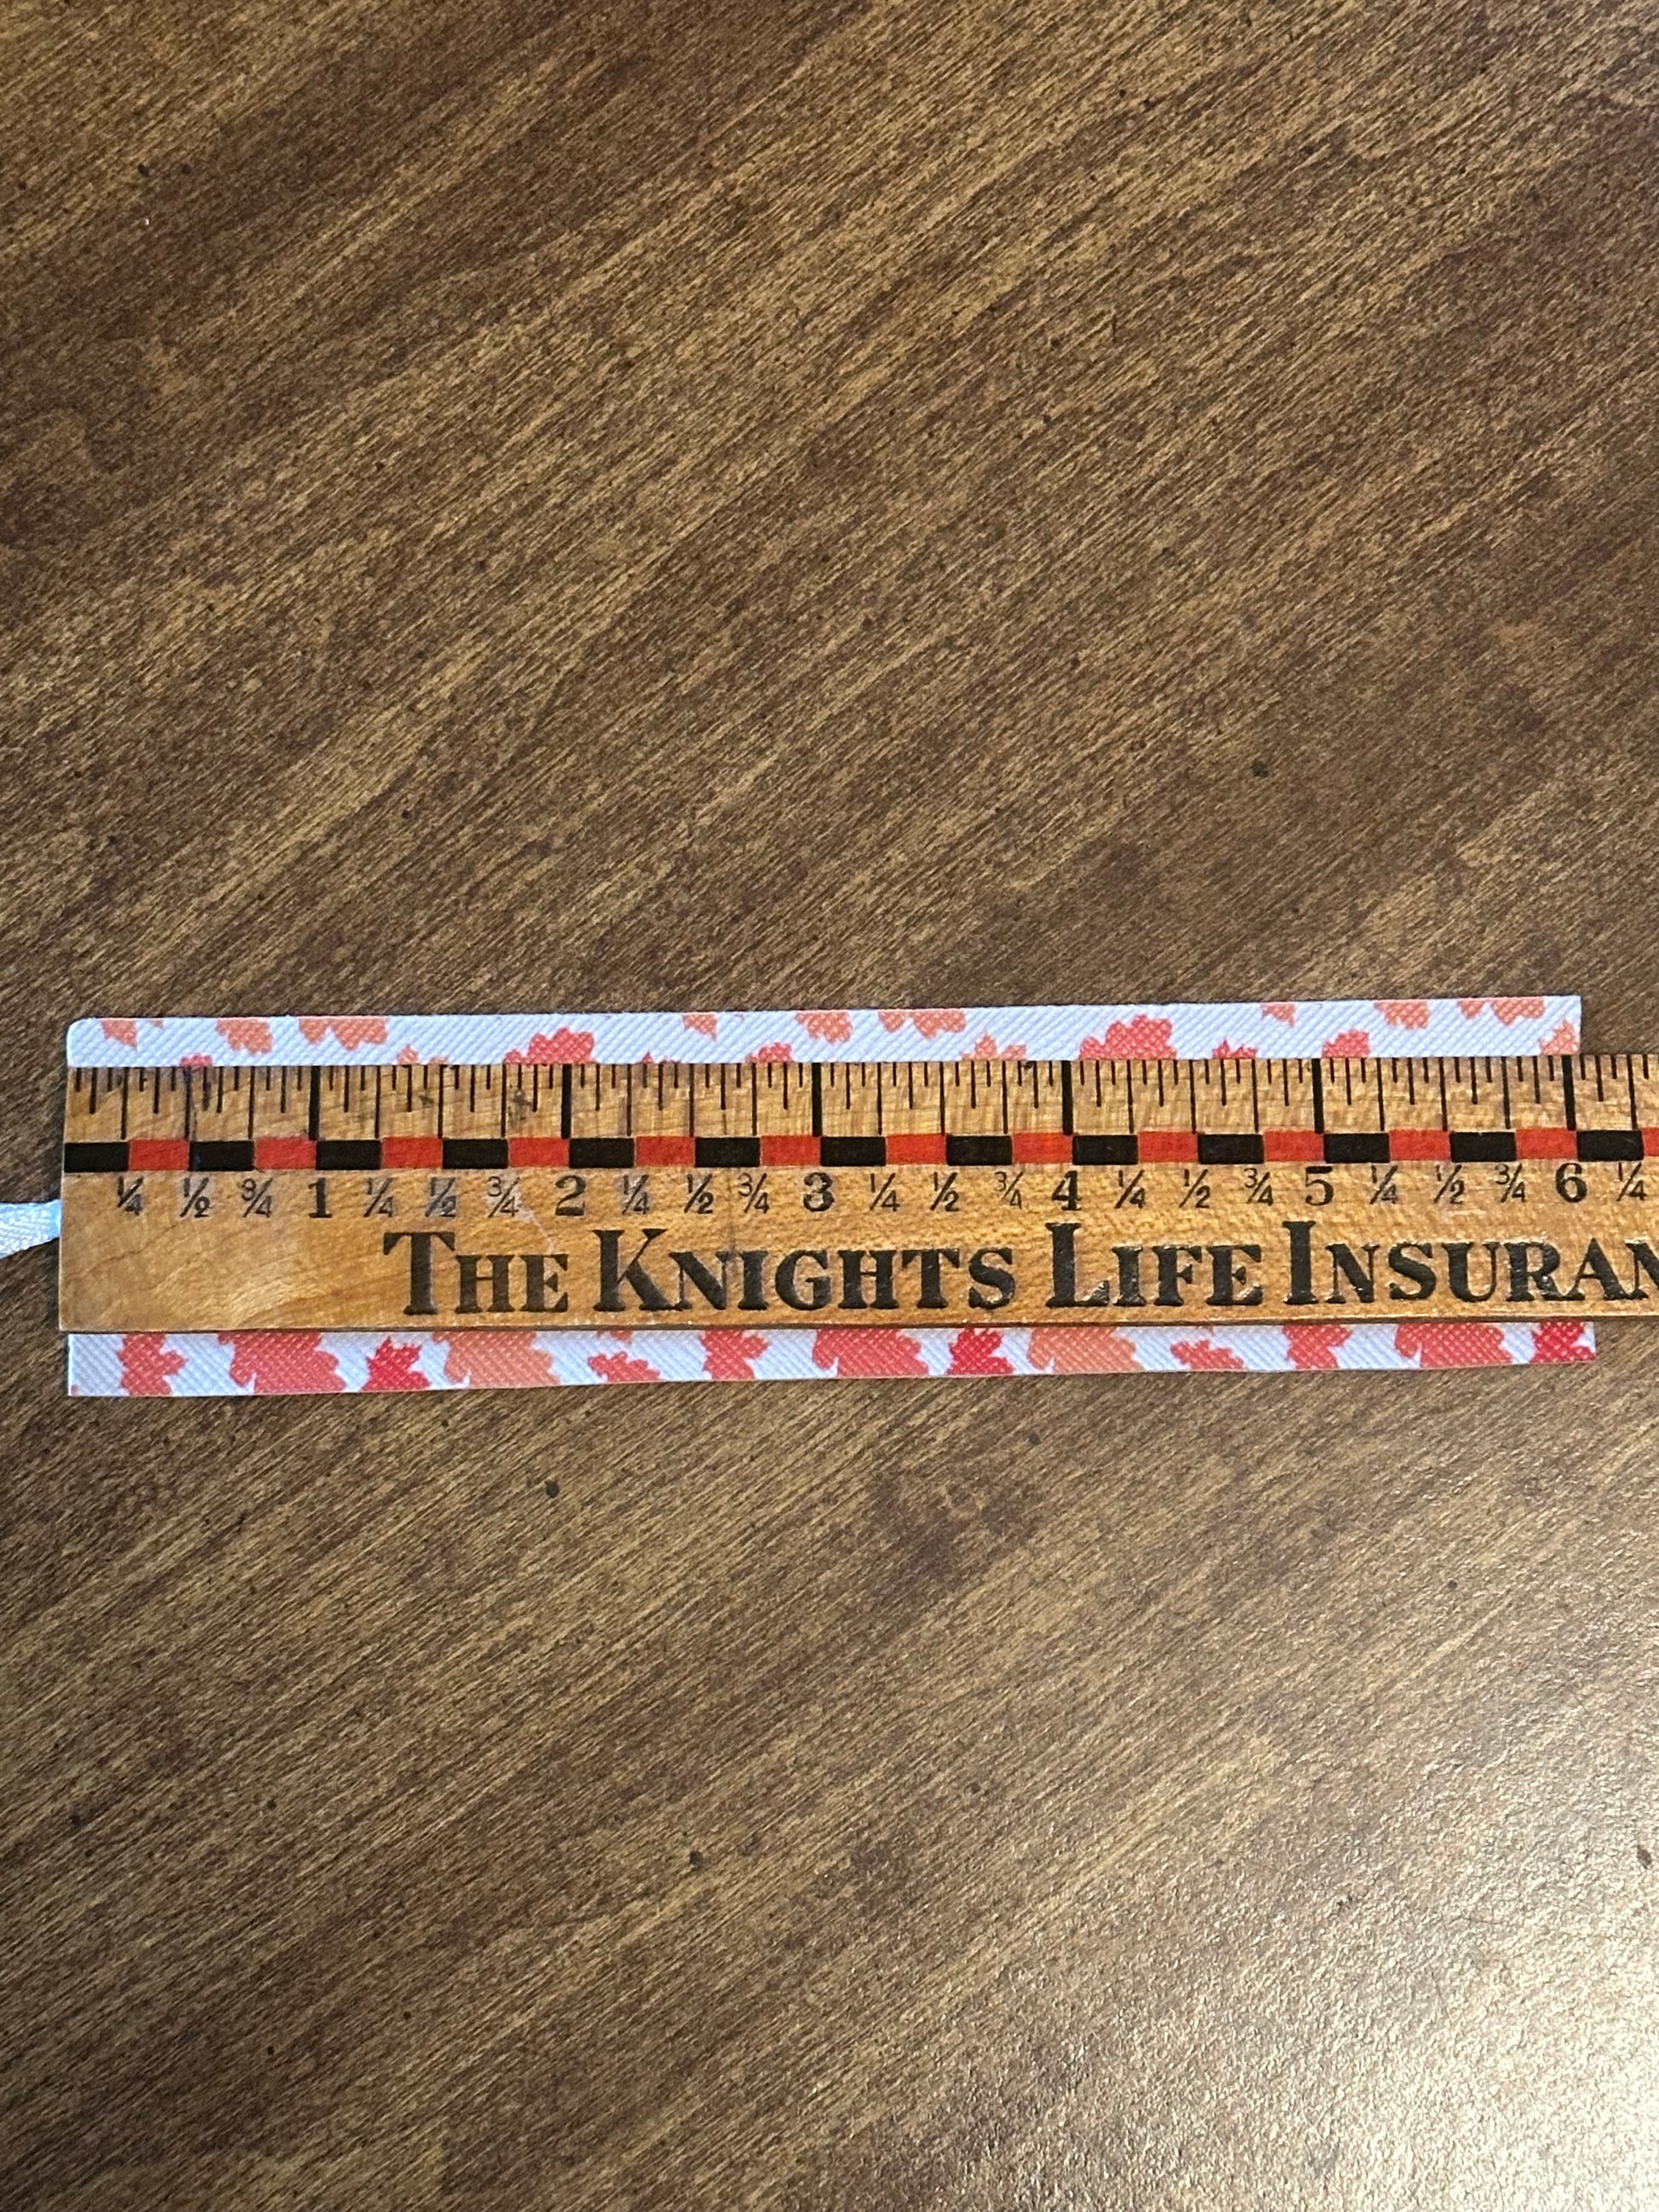 ¼ ½ ¾ 1 ¼ ½ ¾ 2 ¼ ½ ¾ 3 ¼ ½ ¾ 4 ¼ ½ ¾ 5 ¼ ½ ¾ 6 ¼
THE KNIGHTS LIFE INSURAN